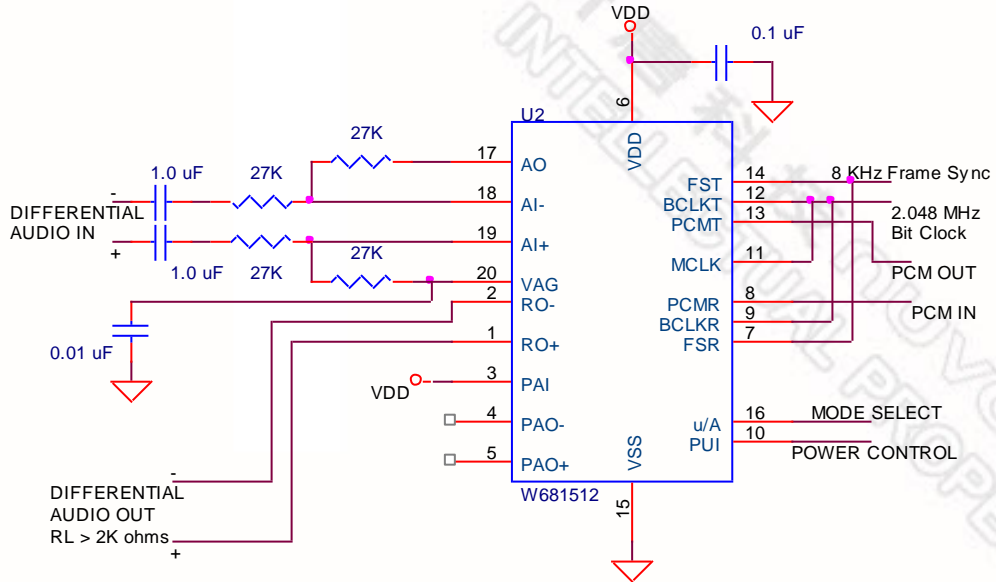 VDD
0.1 uF
6
U2
VDD
27K
17
AO
1.0 uF
27K
18
AI-
-
DIFFERENTIAL
AUDIO IN
+
19
AI+
1.0 uF
27K
27K
20
VAG
2
RO-
0.01 uF
1
RO+
VDD
3
PAI
4
PAO-
5
PAO+
VSS
15
W681512
-
DIFFERENTIAL
AUDIO OUT
RL > 2K ohms
+
FST
14
8 KHz Frame Sync
BCLKT
12
2.048 MHz
Bit Clock
PCMT
13
MCLK
11
PCM OUT
PCMR
8
PCM IN
BCLKR
9
FSR
7
u/A
16
MODE SELECT
PUI
10
POWER CONTROL
INTELLECTUAL PROPE